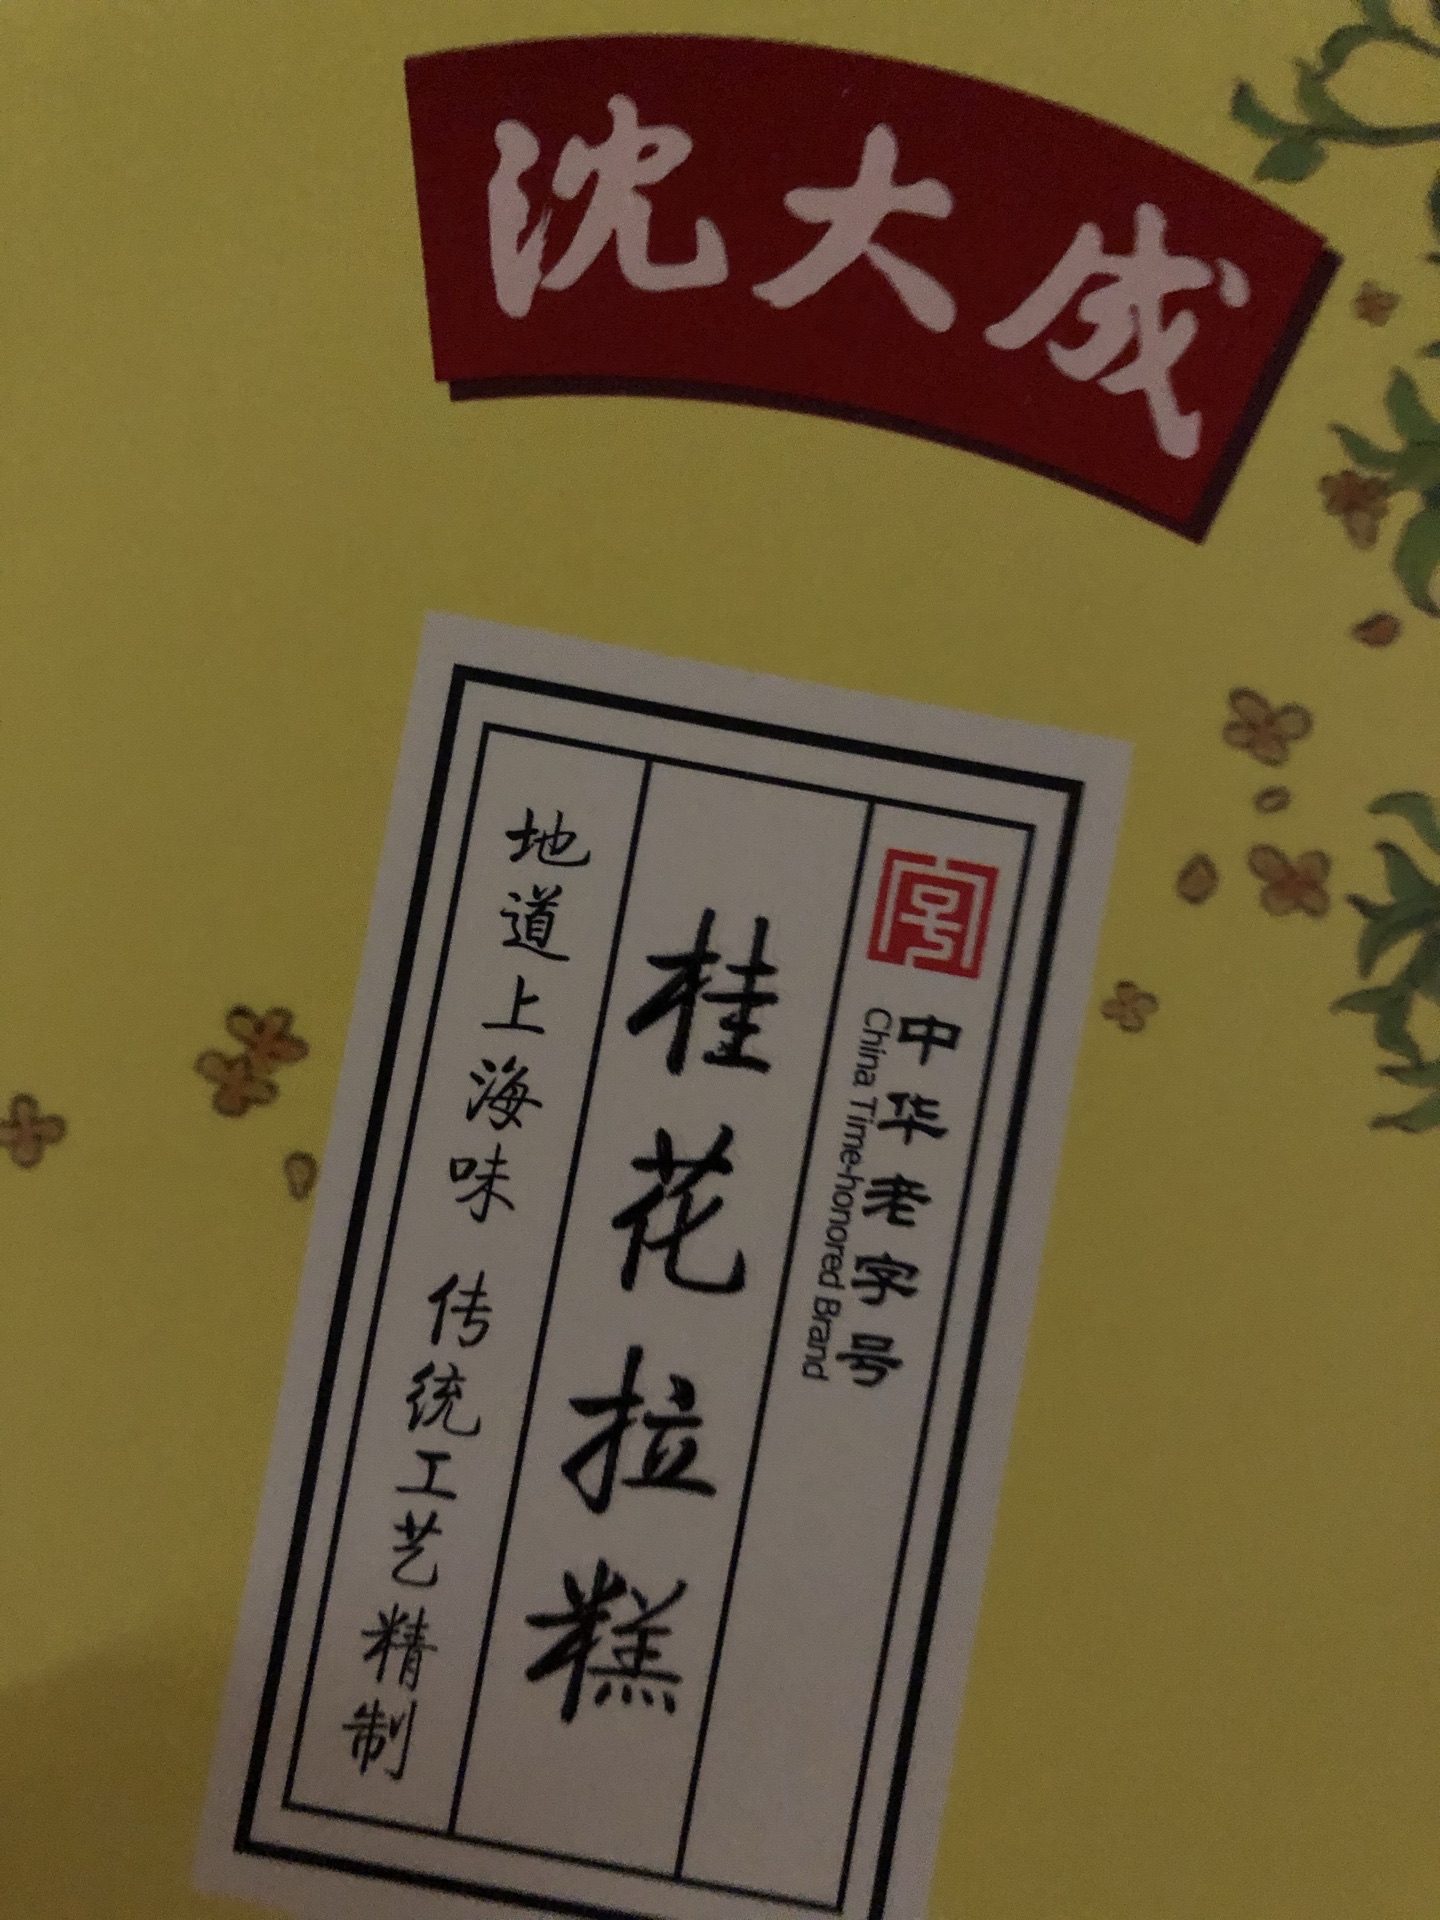 沈大成
中华老字号
China Time-honored Brand
桂花拉糕
地道上海味 传统工艺精制